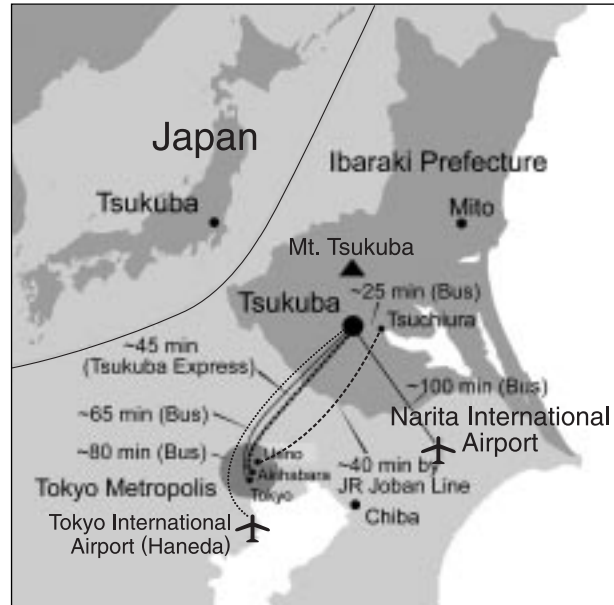 Japan
Tsukuba
Ibaraki Prefecture
Mito
Mt. Tsukuba
Tsukuba
~25 min (Bus)
Tsuchiura
~45 min
(Tsukuba Express)
~100 min (Bus)
~65 min (Bus)
Narita International
Airport
~80 min (Bus)
Ueno
Akihabara
Tokyo
~40 min by
JR Joban Line
Tokyo Metropolis
Chiba
Tokyo International
Airport (Haneda)